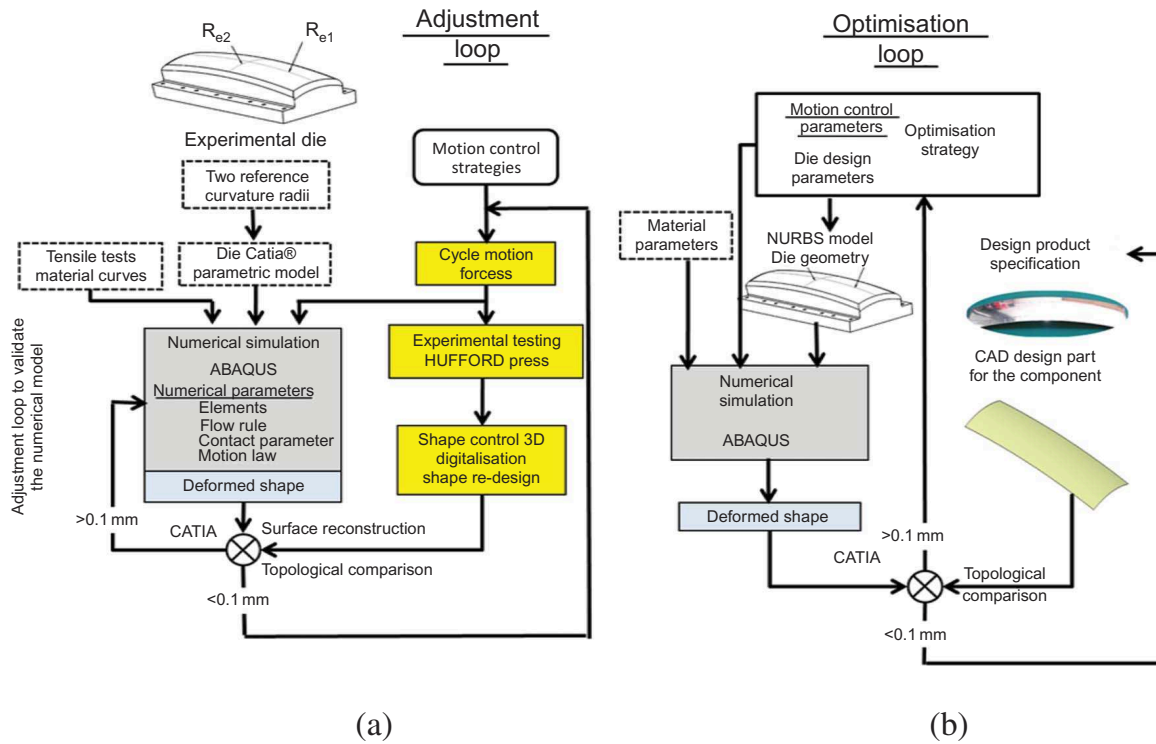 R_e2
R_e1
Adjustment
loop
Experimental die
Two reference
curvature radii
Motion control
strategies
Tensile tests
material curves
Die Catia®
parametric model
Cycle motion
forcess
Adjustment loop to validate
the numerical model
Numerical simulation
ABAQUS
Numerical parameters
Elements
Flow rule
Contact parameter
Motion law
Deformed shape
Experimental testing
HUFFORD press
Shape control 3D
digitalisation
shape re-design
>0.1 mm
CATIA
Surface reconstruction
Topological comparison
<0.1 mm
(a)
Optimisation
loop
Motion control
parameters
Optimisation
strategy
Die design
parameters
Material
parameters
NURBS model
Die geometry
Design product
specification
CAD design part
for the component
Numerical
simulation
ABAQUS
Deformed shape
>0.1 mm
CATIA
Topological
comparison
<0.1 mm
(b)